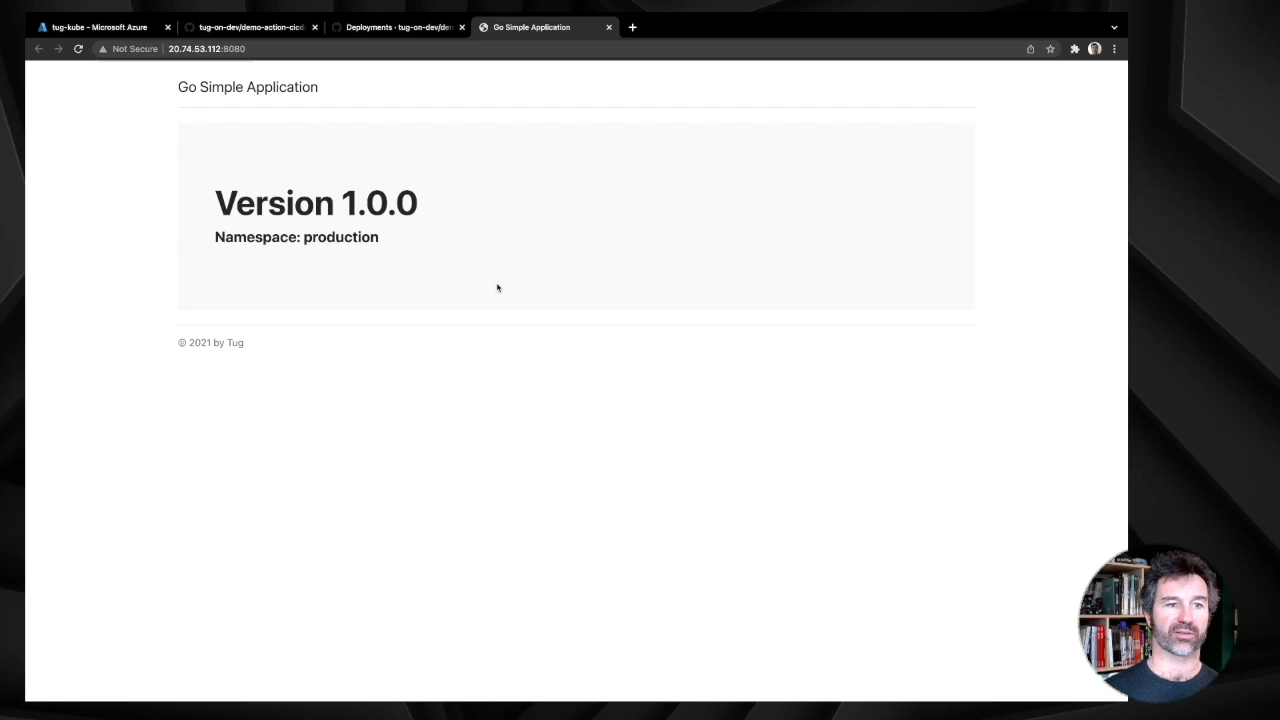 tug-kube - Microsoft Azure
tug-on-dev/demo-action-cicd
Deployments · tug-on-dev/der
Go Simple Application
Not Secure
20.74.53.112:8080
Go Simple Application
Version 1.0.0
Namespace: production
© 2021 by Tug